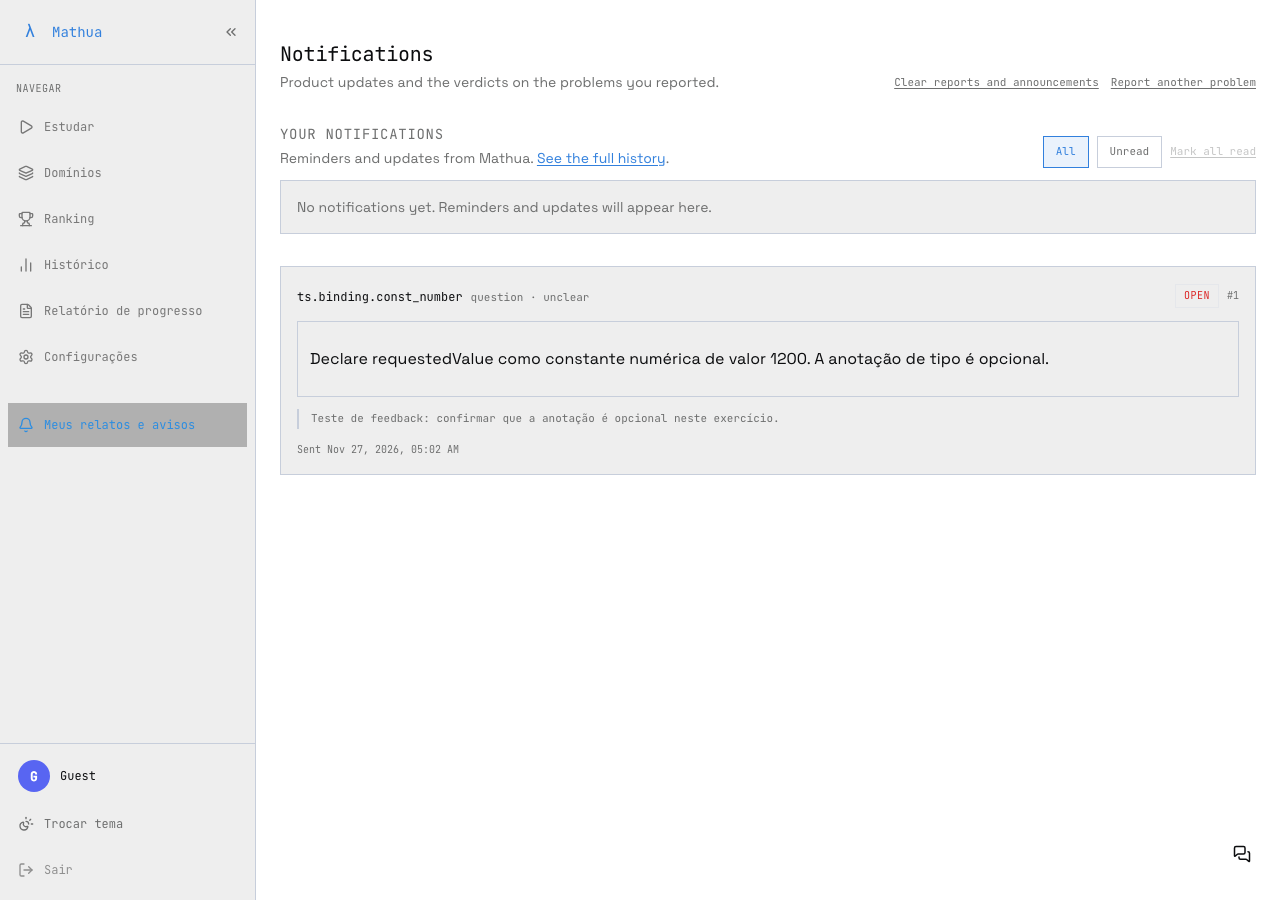 λ Mathua
NAVEGAR
Estudar
Domínios
Ranking
Histórico
Relatório de progresso
Configurações
Meus relatos e avisos
G Guest
Trocar tema
Sair
Notifications
Product updates and the verdicts on the problems you reported.
Clear reports and announcements Report another problem
YOUR NOTIFICATIONS
Reminders and updates from Mathua. See the full history.
All Unread Mark all read
No notifications yet. Reminders and updates will appear here.
ts.binding.const_number question · unclear OPEN #1
Declare requestedValue como constante numérica de valor 1200. A anotação de tipo é opcional.
Teste de feedback: confirmar que a anotação é opcional neste exercício.
Sent Nov 27, 2026, 05:02 AM